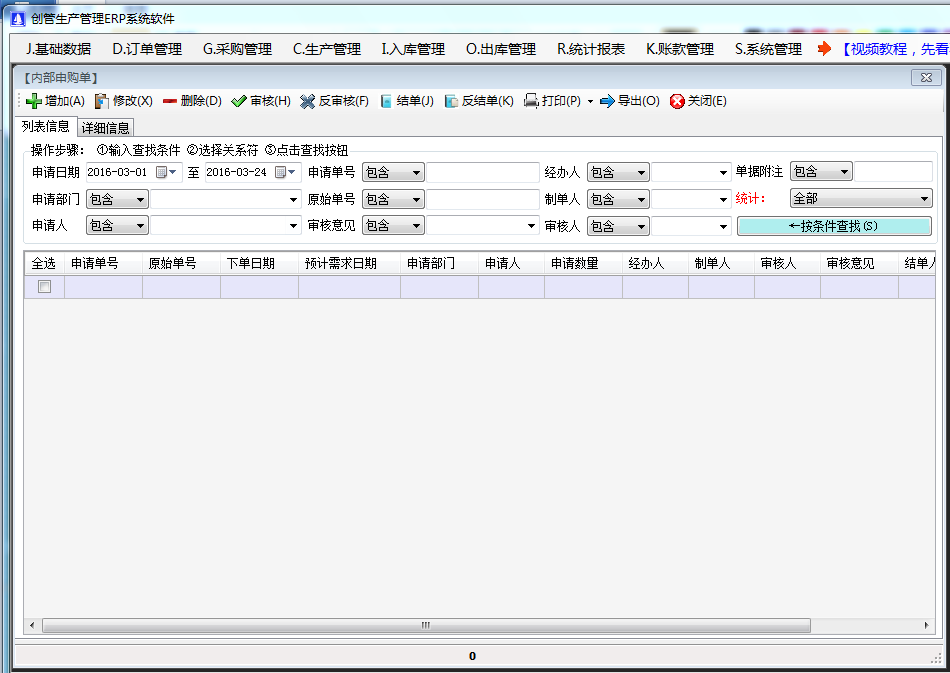 创管生产管理ERP系统软件
J.基础数据 D.订单管理 G.采购管理 C.生产管理 I.入库管理 O.出库管理 R.统计报表 K.账款管理 S.系统管理 【视频教程，先看
【内部申购单】
增加(A) 修改(X) 删除(D) 审核(H) 反审核(F) 结单(J) 反结单(K) 打印(P) 导出(O) 关闭(E)
列表信息 详细信息
操作步骤： ①输入查找条件 ②选择关系符 ③点击查找按钮
申请日期 2016-03-01 至 2016-03-24 申请单号 包含 经办人 包含 单据附注 包含
申请部门 包含 原始单号 包含 制单人 包含 统计： 全部
申请人 包含 审核意见 包含 审核人 包含 ←按条件查找(S)
全选 申请单号 原始单号 下单日期 预计需求日期 申请部门 申请人 申请数量 经办人 制单人 审核人 审核意见 结单人
0